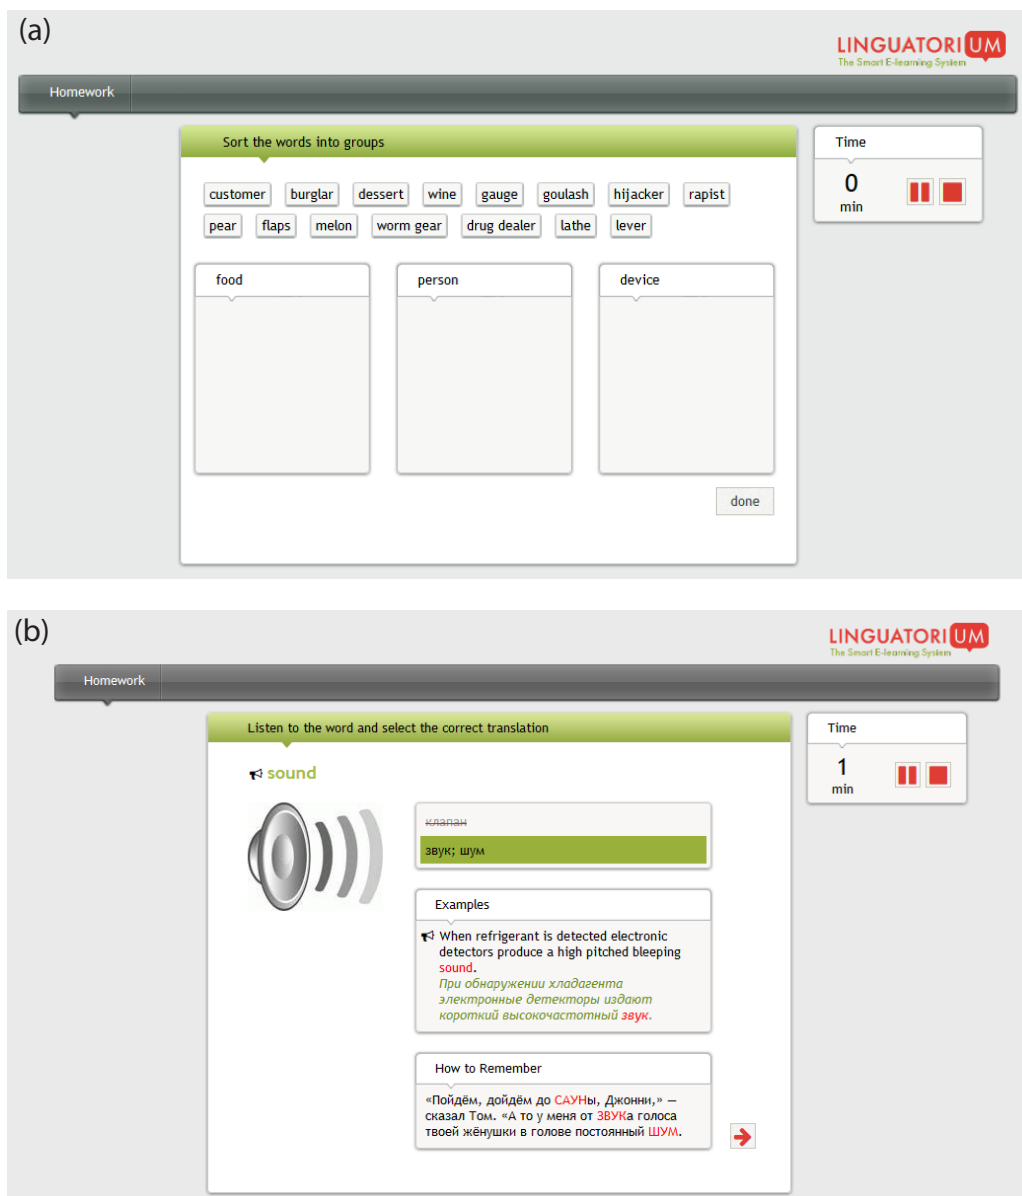 (a)
LINGUATORIUM
The Smart E-learning System
Homework
Sort the words into groups
Time
customer burglar dessert wine gauge goulash hijacker rapist
0
min
pear flaps melon worm gear drug dealer lathe lever
food person device
done
(b)
LINGUATORIUM
The Smart E-learning System
Homework
Listen to the word and select the correct translation
Time
sound
1
min
клапан
звук; шум
Examples
When refrigerant is detected electronic
detectors produce a high pitched bleeping
sound.
При обнаружении хладагента
электронные детекторы издают
короткий высокочастотный звук.
How to Remember
«Пойдём, дойдём до САУНы, Джонни,» —
сказал Том. «А то у меня от ЗВУКа голоса
твоей жёнушки в голове постоянный ШУМ.